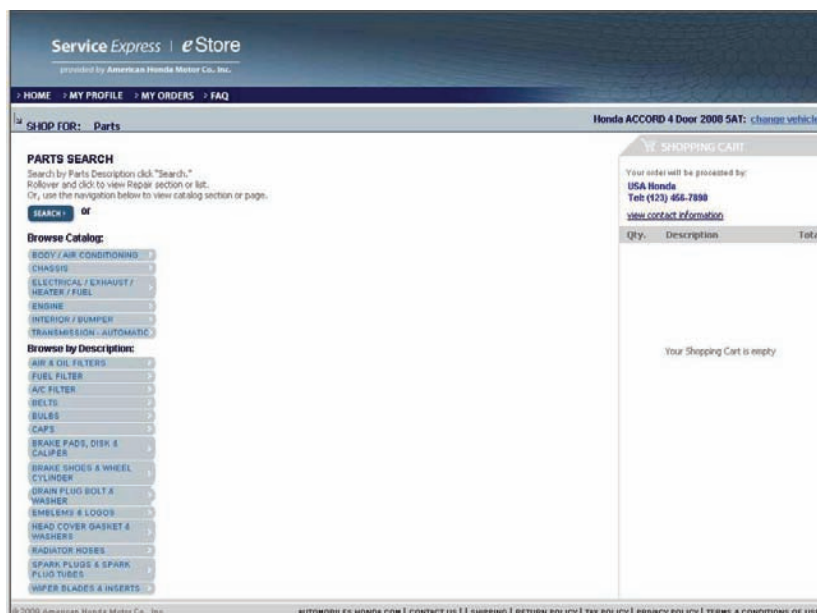 Service Express | e Store
provided by American Honda Motor Co., Inc.
> HOME > MY PROFILE > MY ORDERS > FAQ
SHOP FOR: Parts
Honda ACCORD 4 Door 2008 5AT: change vehicle
PARTS SEARCH
Search by Parts Description click "Search."
Rollover and click to view Repair section or list.
Or, use the navigation below to view catalog section or page.
SEARCH > or
Browse Catalog:
BODY / AIR CONDITIONING
CHASSIS
ELECTRICAL / EXHAUST /
HEATER / FUEL
ENGINE
INTERIOR / BUMPER
TRANSMISSION - AUTOMATIC
Browse by Description:
AIR & OIL FILTERS
FUEL FILTER
A/C FILTER
BELTS
BULBS
CAPS
BRAKE PADS, DISK &
CALIPER
BRAKE SHOES & WHEEL
CYLINDER
DRAIN PLUG BOLT &
WASHER
EMBLEMS & LOGOS
HEAD COVER GASKET &
WASHERS
RADIATOR HOSES
SPARK PLUGS & SPARK
PLUG TUBES
WIPER BLADES & INSERTS
SHOPPING CART
Your order will be processed by:
USA Honda
Tel: (123) 456-7890
view contact information
Qty. Description Tota
Your Shopping Cart is empty
© 2009 American Honda Motor Co., Inc.
AUTOMOBILES.HONDA.COM | CONTACT US | | SHIPPING | RETURN POLICY | TAX POLICY | PRIVACY POLICY | TERMS & CONDITIONS OF US